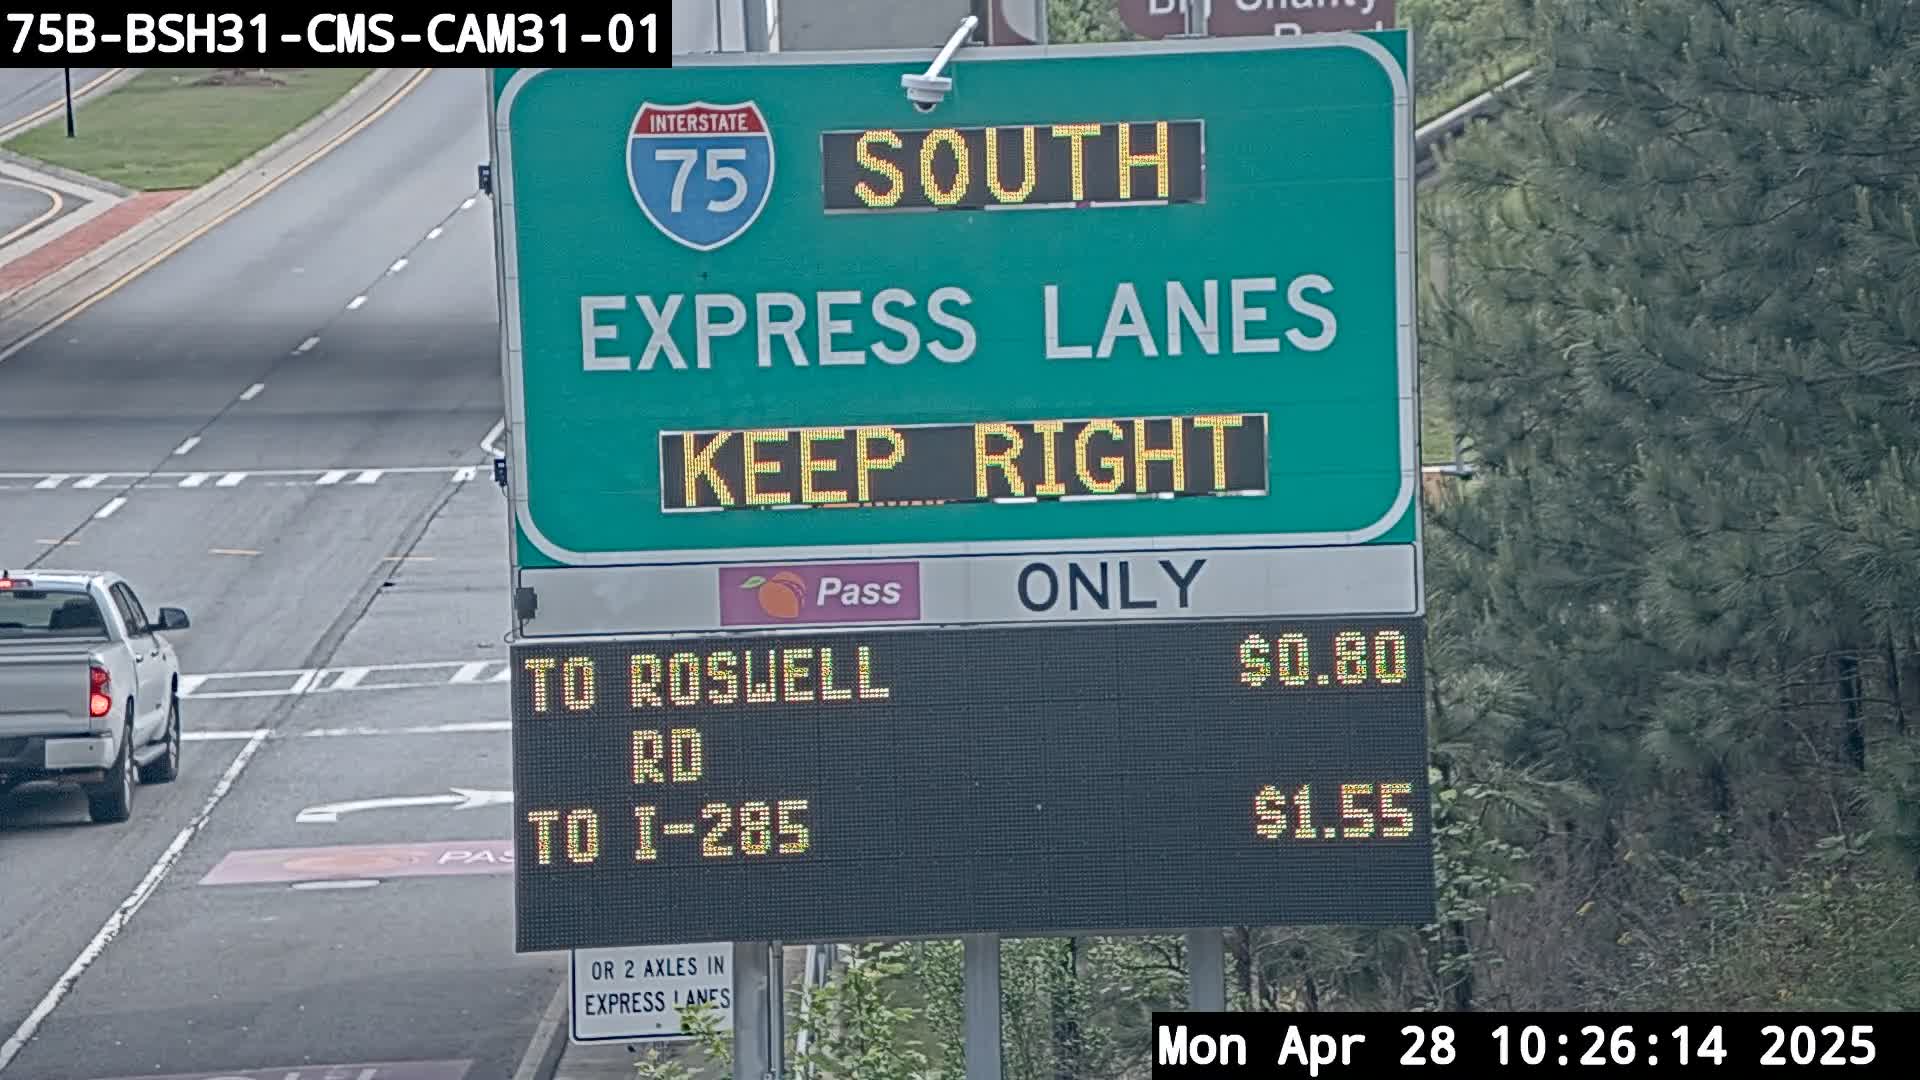 75B-BSH31-CMS-CAM31-01
INTERSTATE
75
SOUTH
EXPRESS LANES
KEEP RIGHT
Pass ONLY
TO ROSWELL $0.80
RD
TO I-285 $1.55
OR 2 AXLES IN
EXPRESS LANES
Mon Apr 28 10:26:14 2025